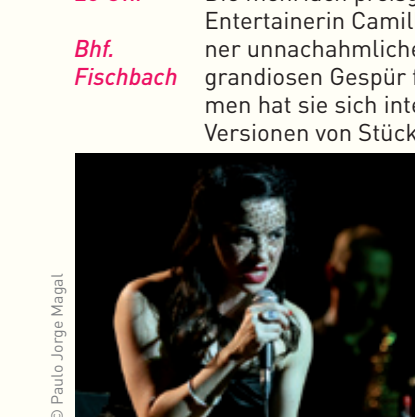 Entertainerin Camil
Bhf.
Fischbach
ner unnachahmliche
grandiosen Gespür f
men hat sie sich inte
Versionen von Stück
© Paulo Jorge Magal